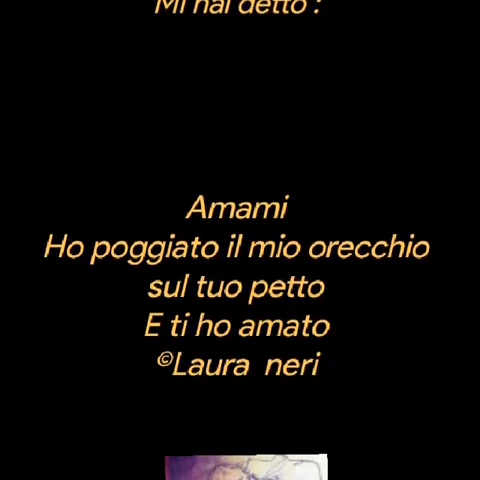 Mi hai detto :
Amami
Ho poggiato il mio orecchio
sul tuo petto
E ti ho amato
©Laura neri